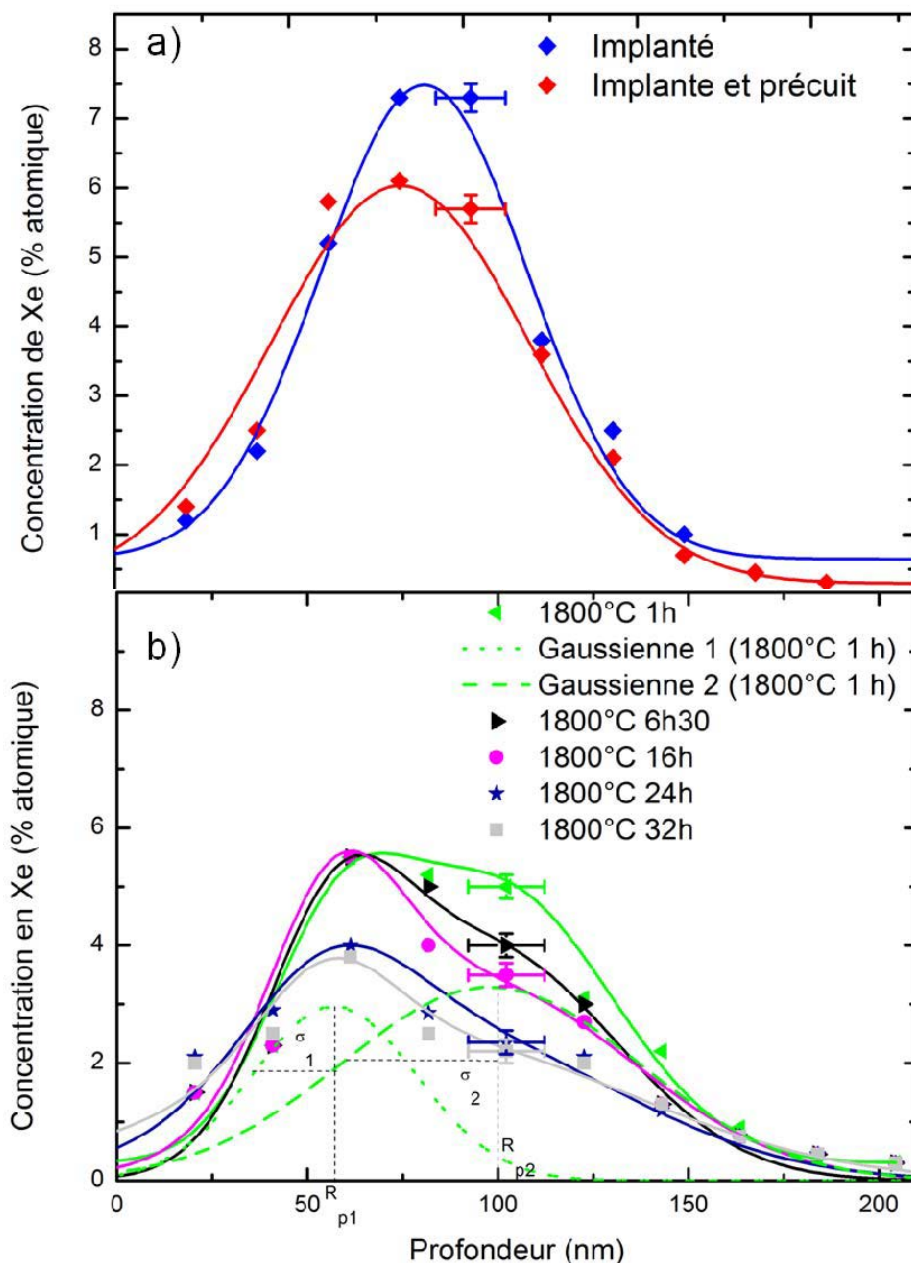 a)
Implanté
Implante et précuit
Concentration de Xe (% atomique)
8
7
6
5
4
3
2
1
b)
1800°C 1h
Gaussienne 1 (1800°C 1 h)
Gaussienne 2 (1800°C 1 h)
1800°C 6h30
1800°C 16h
1800°C 24h
1800°C 32h
Concentration en Xe (% atomique)
8
6
4
2
0
σ
1
σ
2
R
p2
R
p1
0
50
100
150
200
Profondeur (nm)